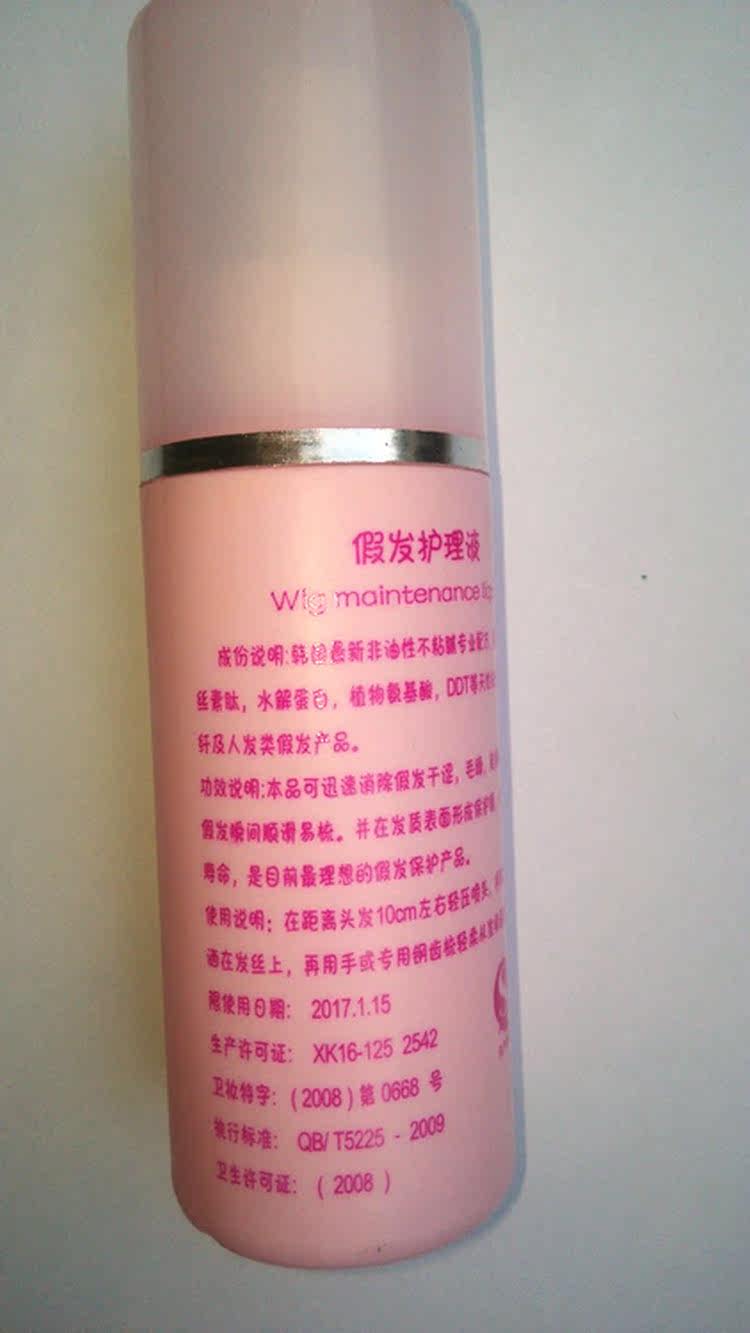 假发护理液
Wig maintenance
成份说明:韩国最新非油性不粘腻专业配方
丝素肽，水解蛋白，植物氨基酸，DDT等天然
纤及人发类假发产品。
功效说明:本品可迅速消除假发干涩，毛糙，
假发瞬间顺滑易梳。并在发质表面形成保护膜
寿命，是目前最理想的假发保护产品。
使用说明：在距离头发10cm左右轻压喷头，
洒在发丝上，再用手或专用钢齿梳轻柔梳
限使用日期： 2017.1.15
生产许可证： XK16-125 2542
卫妆特字：(2008)第 0668 号
执行标准： QB/T5225 - 2009
卫生许可证： ( 2008 )